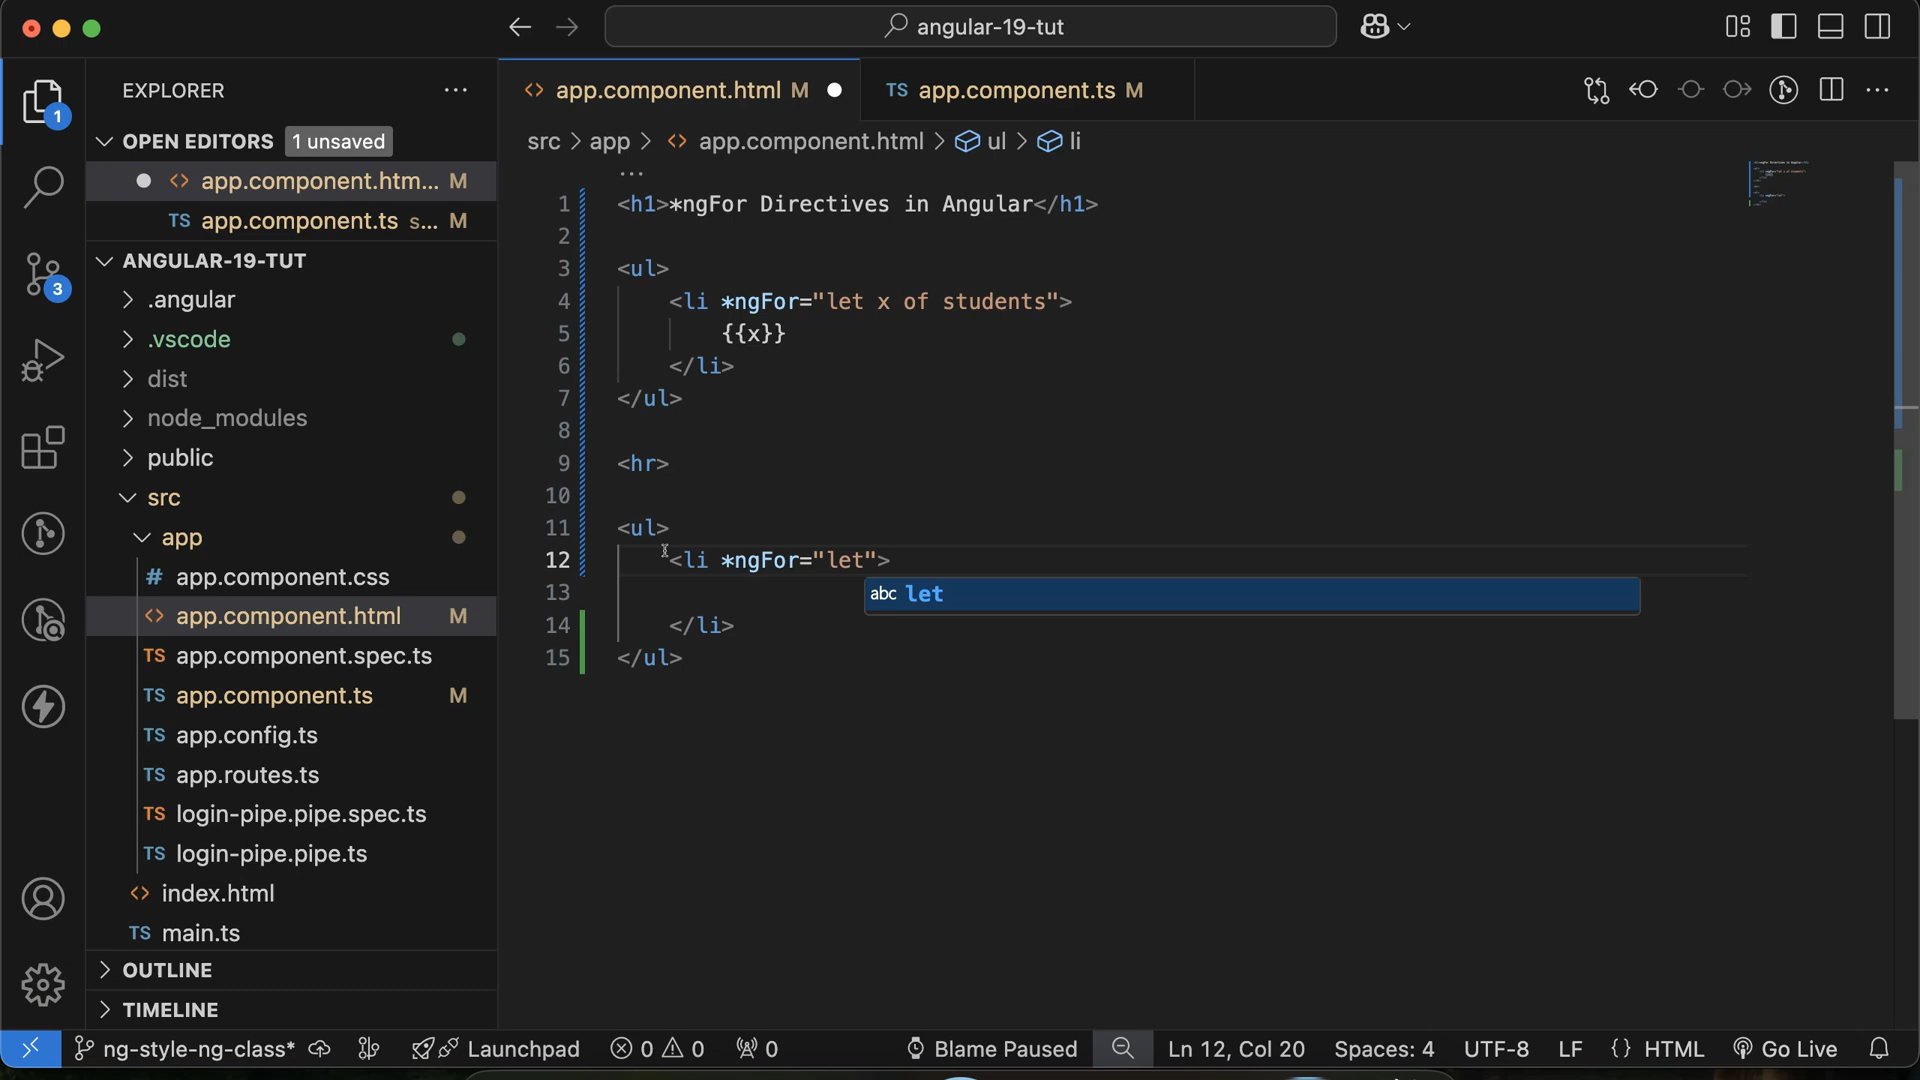 angular-19-tut
EXPLORER
app.component.html M
TS app.component.ts M
1
OPEN EDITORS 1 unsaved
src > app > app.component.html > ul > li
app.component.htm... M
TS app.component.ts s... M
ANGULAR-19-TUT
3
.angular
.vscode
dist
node_modules
public
src
app
# app.component.css
app.component.html M
TS app.component.spec.ts
TS app.component.ts M
TS app.config.ts
TS app.routes.ts
TS login-pipe.pipe.spec.ts
TS login-pipe.pipe.ts
index.html
TS main.ts
OUTLINE
TIMELINE
...
1 <h1>*ngFor Directives in Angular</h1>
2
3 <ul>
4 <li *ngFor="let x of students">
5 {{x}}
6 </li>
7 </ul>
8
9 <hr>
10
11 <ul>
12 <li *ngFor="let">
13
abc let
14 </li>
15 </ul>
ng-style-ng-class* Launchpad 0 0 0 Blame Paused Ln 12, Col 20 Spaces: 4 UTF-8 LF {} HTML Go Live